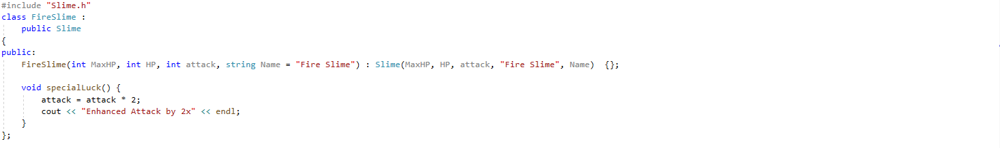 #include "Slime.h"
class FireSlime :
    public Slime
{
public:
    FireSlime(int MaxHP, int HP, int attack, string Name = "Fire Slime") : Slime(MaxHP, HP, attack, "Fire Slime", Name)  {};

    void specialLuck() {
        attack = attack * 2;
        cout << "Enhanced Attack by 2x" << endl;
    }
};